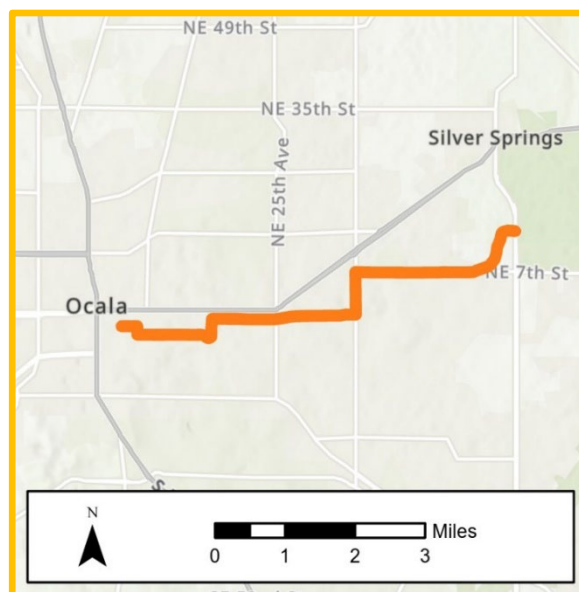 NE 49th St
NE 35th St
Silver Springs
NE 25th Ave
NE 7th St
Ocala
N
Miles
0 1 2 3